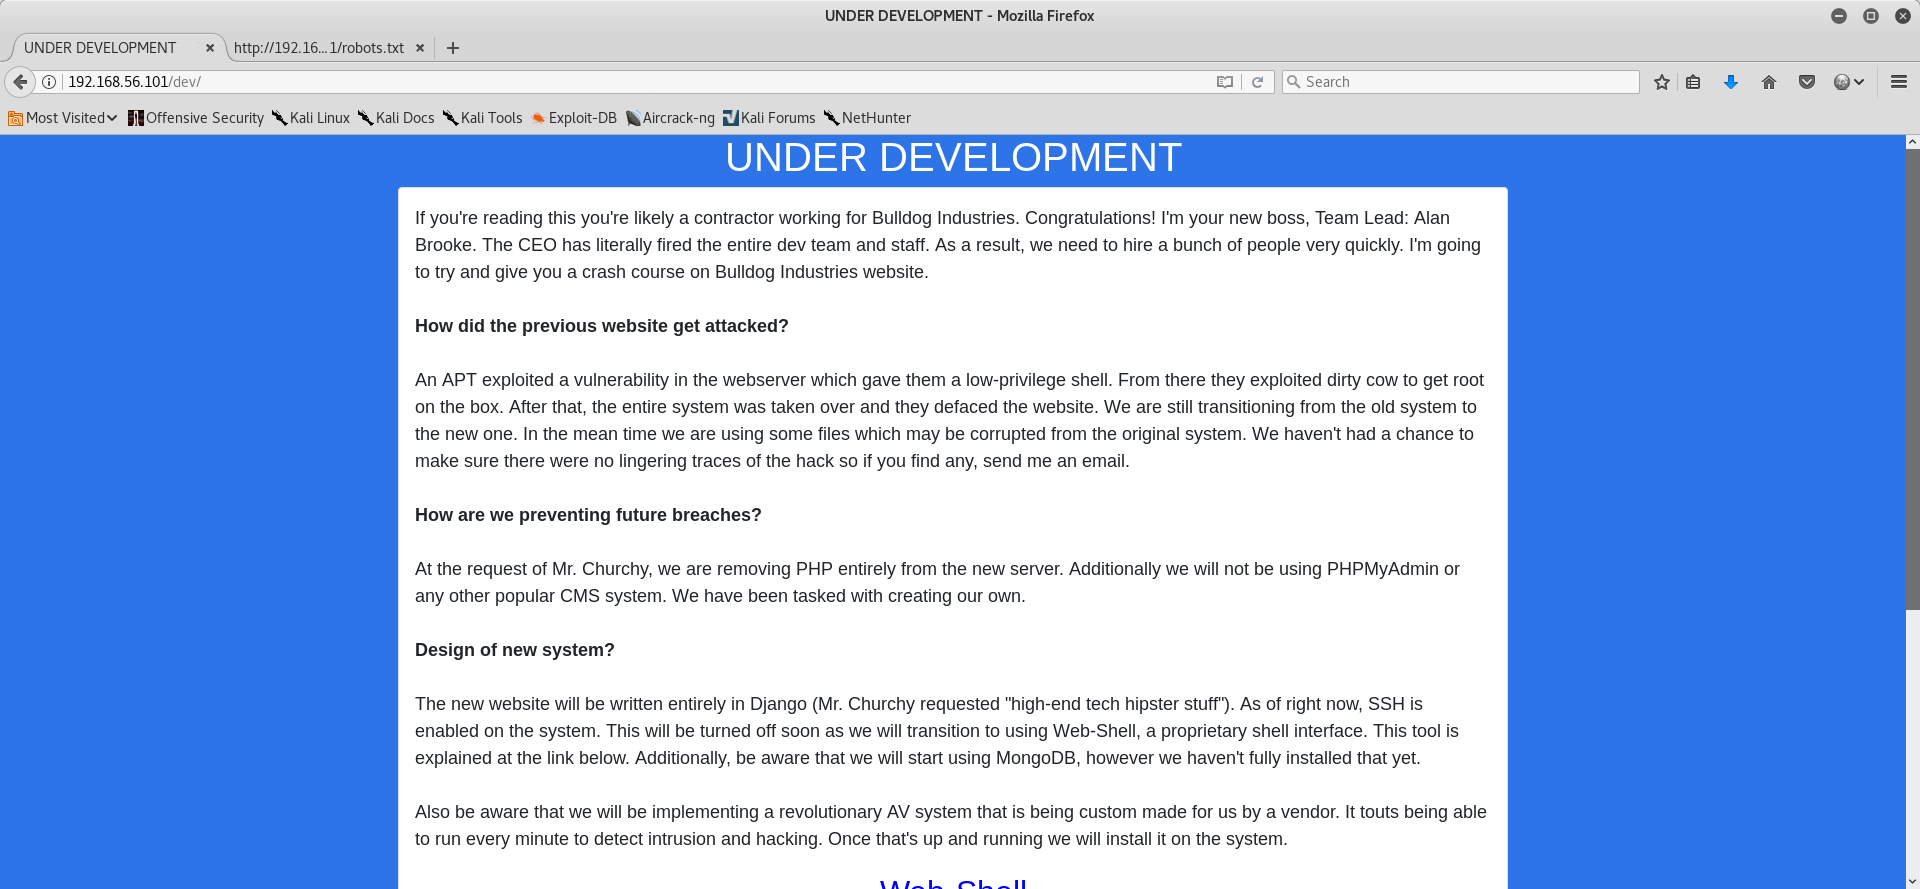 UNDER DEVELOPMENT - Mozilla Firefox
UNDER DEVELOPMENT
http://192.16... 1/robots.txt
192.168.56.101/dev/
Search
Most Visited
Offensive Security
Kali Linux
Kali Docs
Kali Tools
Exploit-DB
Aircrack-ng
Kali Forums
NetHunter
UNDER DEVELOPMENT
If you're reading this you're likely a contractor working for Bulldog Industries. Congratulations! I'm your new boss, Team Lead: Alan
Brooke. The CEO has literally fired the entire dev team and staff. As a result, we need to hire a bunch of people very quickly. I'm going
to try and give you a crash course on Bulldog Industries website.
How did the previous website get attacked?
An APT exploited a vulnerability in the webserver which gave them a low-privilege shell. From there they exploited dirty cow to get root
on the box. After that, the entire system was taken over and they defaced the website. We are still transitioning from the old system to
the new one. In the mean time we are using some files which may be corrupted from the original system. We haven't had a chance to
make sure there were no lingering traces of the hack so if you find any, send me an email.
How are we preventing future breaches?
At the request of Mr. Churchy, we are removing PHP entirely from the new server. Additionally we will not be using PHPMyAdmin or
any other popular CMS system. We have been tasked with creating our own.
Design of new system?
The new website will be written entirely in Django (Mr. Churchy requested "high-end tech hipster stuff"). As of right now, SSH is
enabled on the system. This will be turned off soon as we will transition to using Web-Shell, a proprietary shell interface. This tool is
explained at the link below. Additionally, be aware that we will start using MongoDB, however we haven't fully installed that yet.
Also be aware that we will be implementing a revolutionary AV system that is being custom made for us by a vendor. It touts being able
to run every minute to detect intrusion and hacking. Once that's up and running we will install it on the system.
Web-Shell